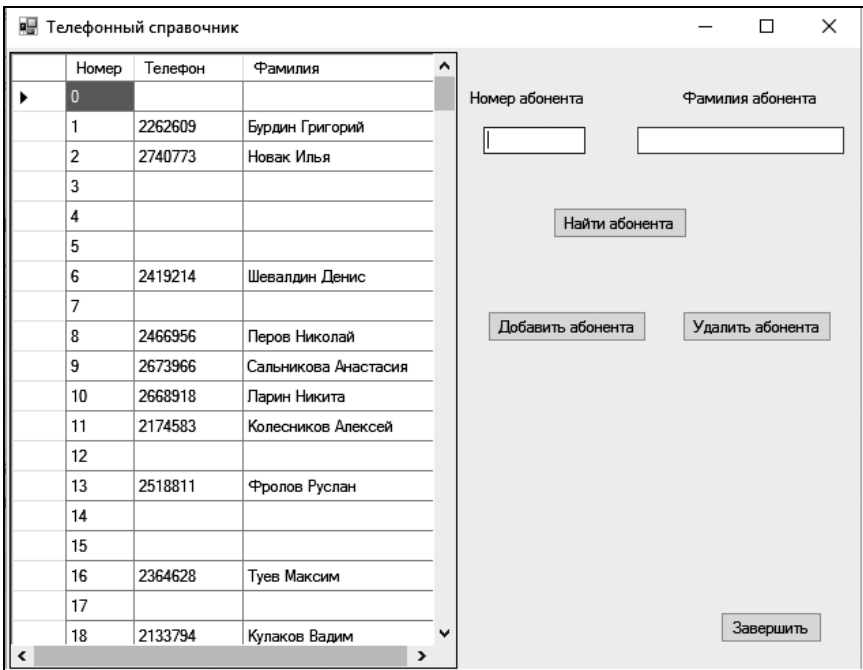 Телефонный справочник
Номер Телефон Фамилия
0
1 2262609 Бурдин Григорий
2 2740773 Новак Илья
3
4
5
6 2419214 Шевалдин Денис
7
8 2466956 Перов Николай
9 2673966 Сальникова Анастасия
10 2668918 Ларин Никита
11 2174583 Колесников Алексей
12
13 2518811 Фролов Руслан
14
15
16 2364628 Туев Максим
17
18 2133794 Кулаков Вадим
Номер абонента Фамилия абонента
Найти абонента
Добавить абонента Удалить абонента
Завершить